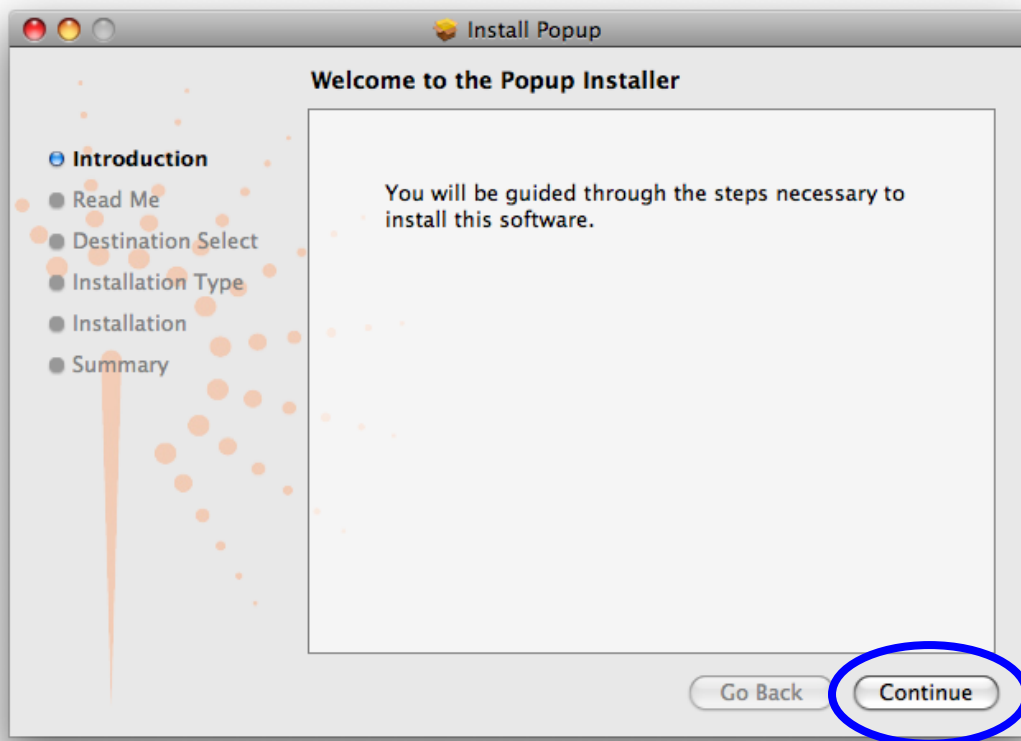 Install Popup
Welcome to the Popup Installer
Introduction
Read Me
Destination Select
Installation Type
Installation
Summary
You will be guided through the steps necessary to
install this software.
Go Back
Continue